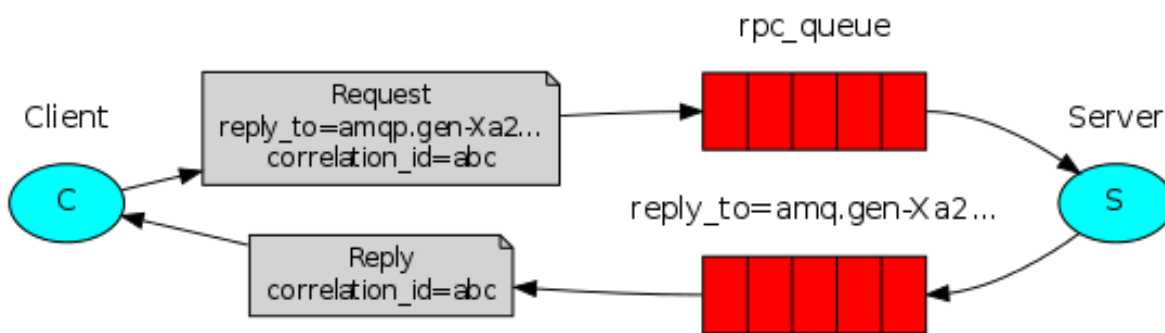 rpc_queue
Client
Request
reply_to=amqp.gen-Xa2...
correlation_id=abc
Server
C
S
reply_to=amq.gen-Xa2...
Reply
correlation_id=abc